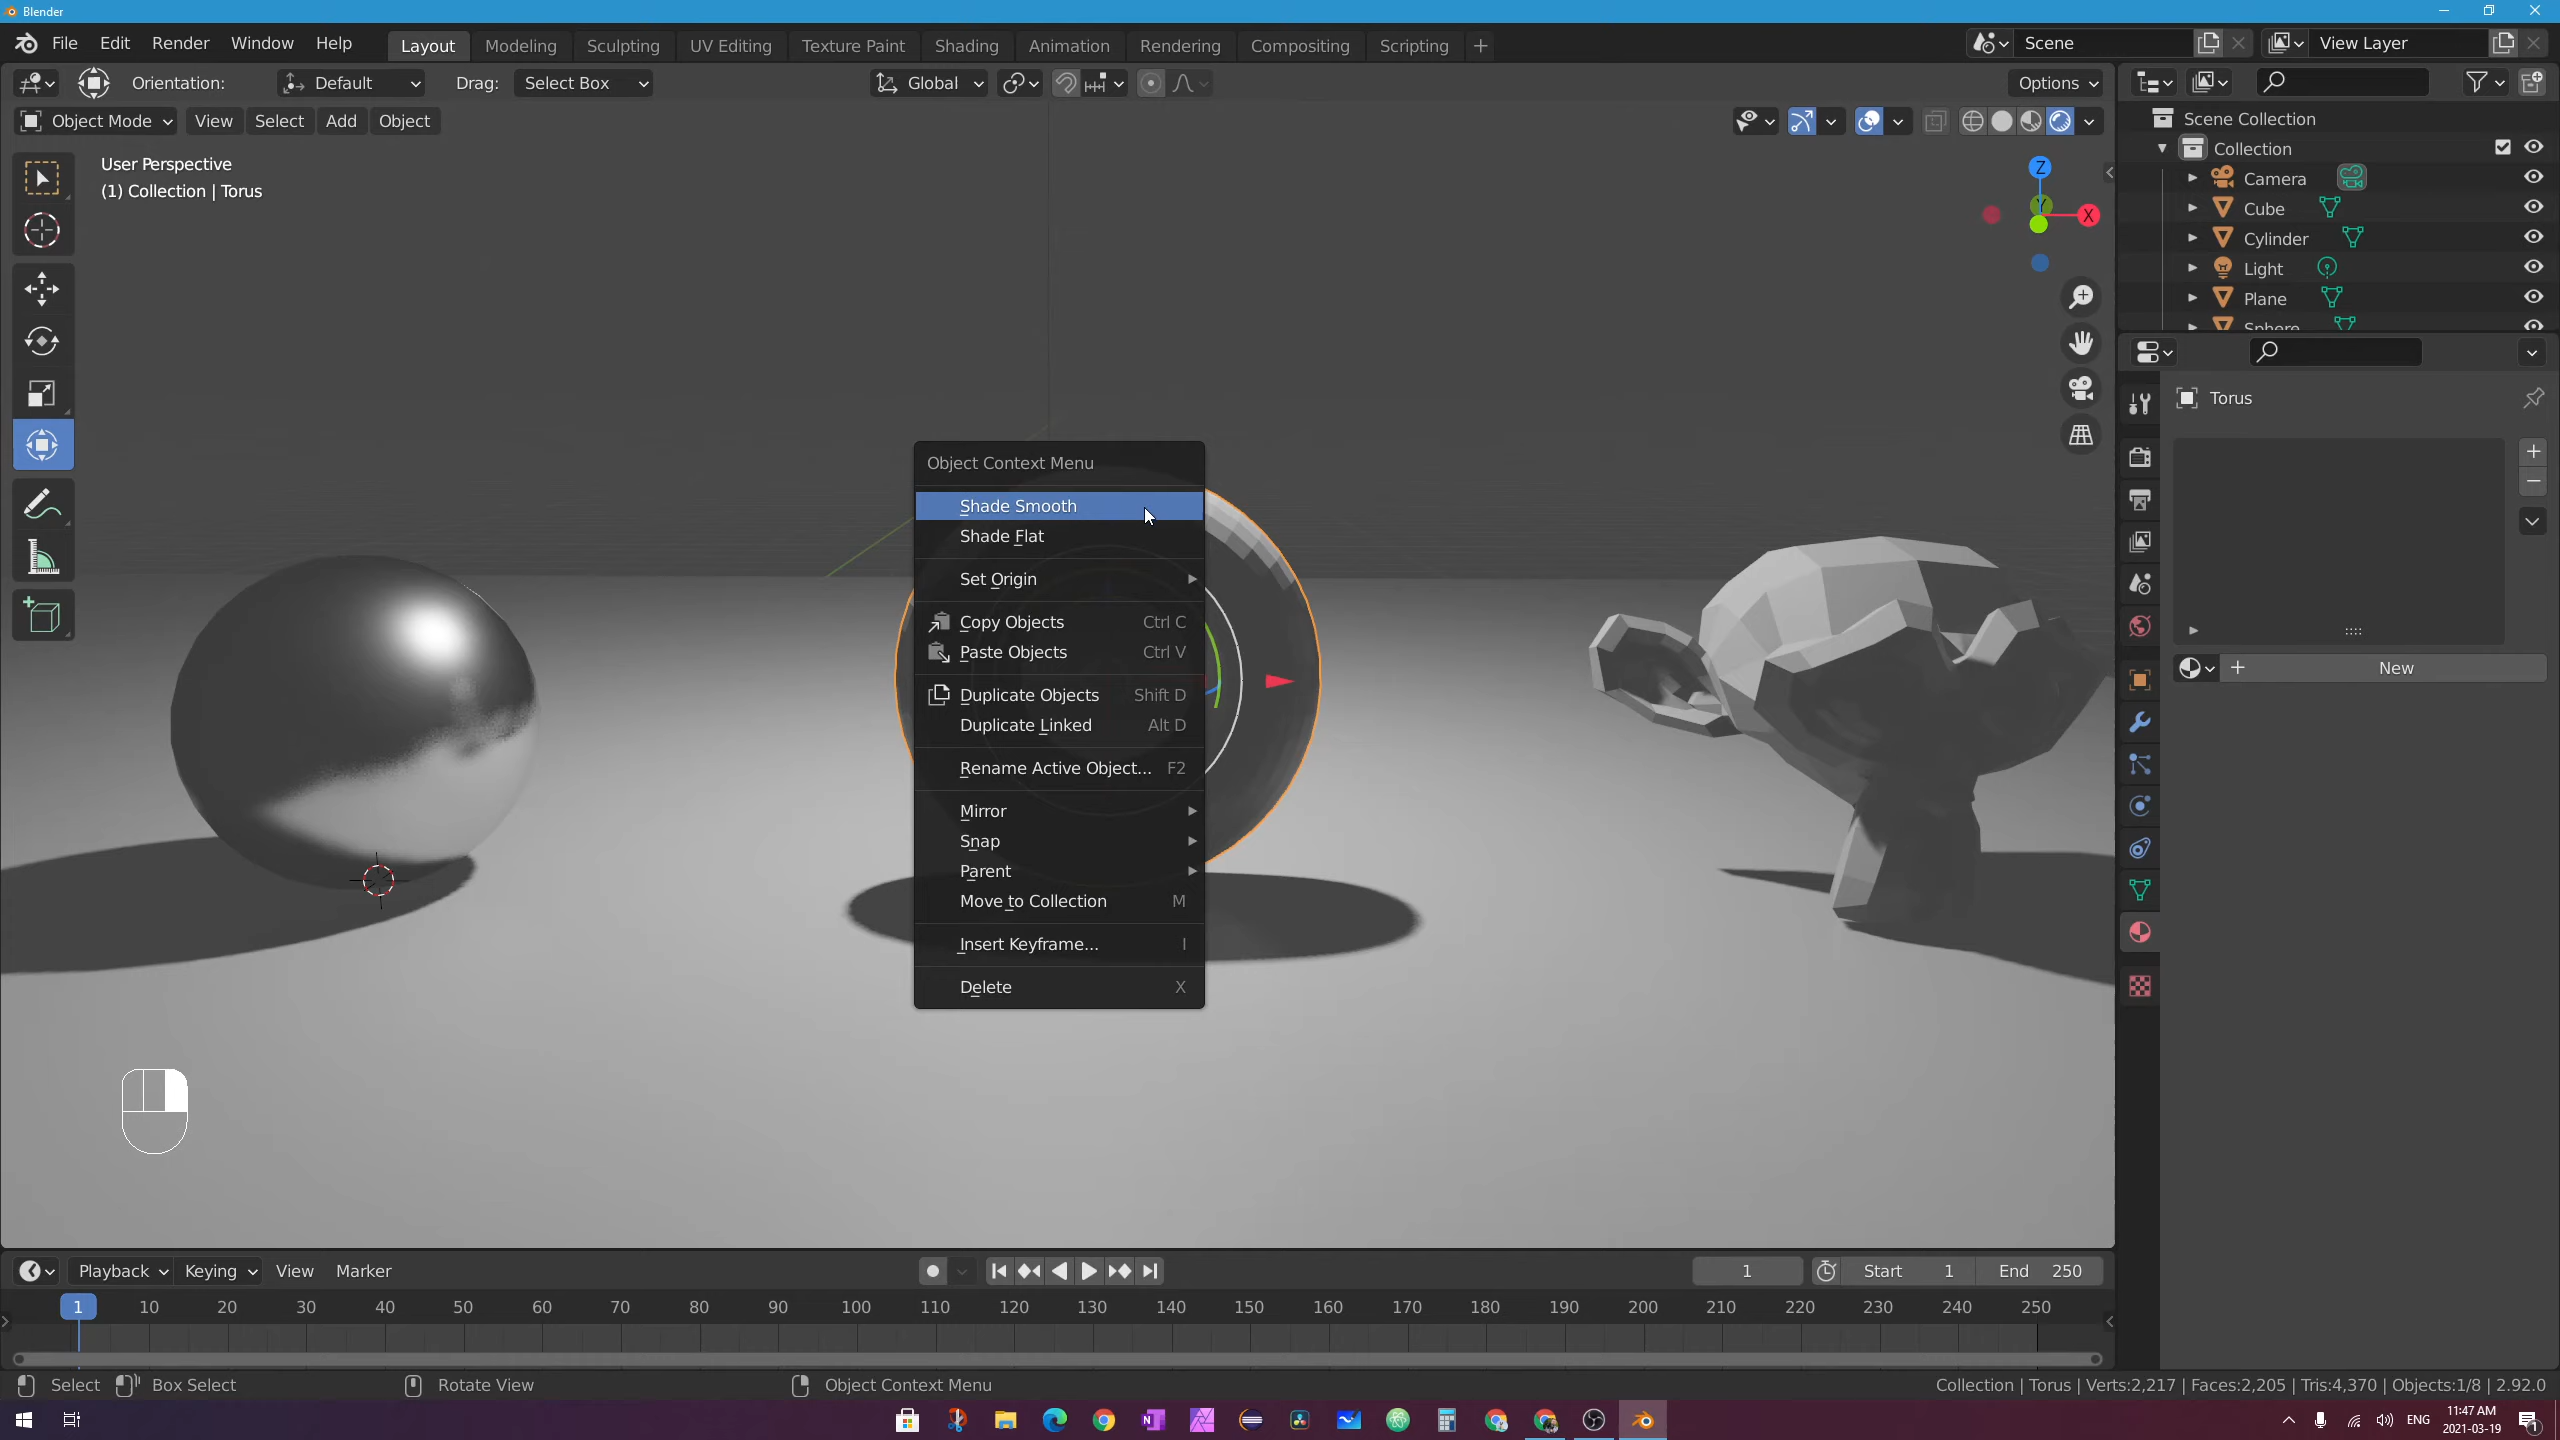 Blender
File Edit Render Window Help Layout Modeling Sculpting UV Editing Texture Paint Shading Animation Rendering Compositing Scripting + Scene View Layer
Orientation: Default Drag: Select Box Global Options
Object Mode View Select Add Object
User Perspective
(1) Collection | Torus
Z
Y
X
Scene Collection
Collection
Camera
Cube
Cylinder
Light
Plane
Sphere
Torus
New
Object Context Menu
Shade Smooth
Shade Flat
Set Origin
Copy Objects Ctrl C
Paste Objects Ctrl V
Duplicate Objects Shift D
Duplicate Linked Alt D
Rename Active Object... F2
Mirror
Snap
Parent
Move to Collection M
Insert Keyframe... I
Delete X
Playback Keying View Marker 1 Start 1 End 250
1 10 20 30 40 50 60 70 80 90 100 110 120 130 140 150 160 170 180 190 200 210 220 230 240 250
Select Box Select Rotate View Object Context Menu Collection | Torus | Verts:2,217 | Faces:2,205 | Tris:4,370 | Objects:1/8 | 2.92.0
ENG
11:47 AM
2021-03-19
1